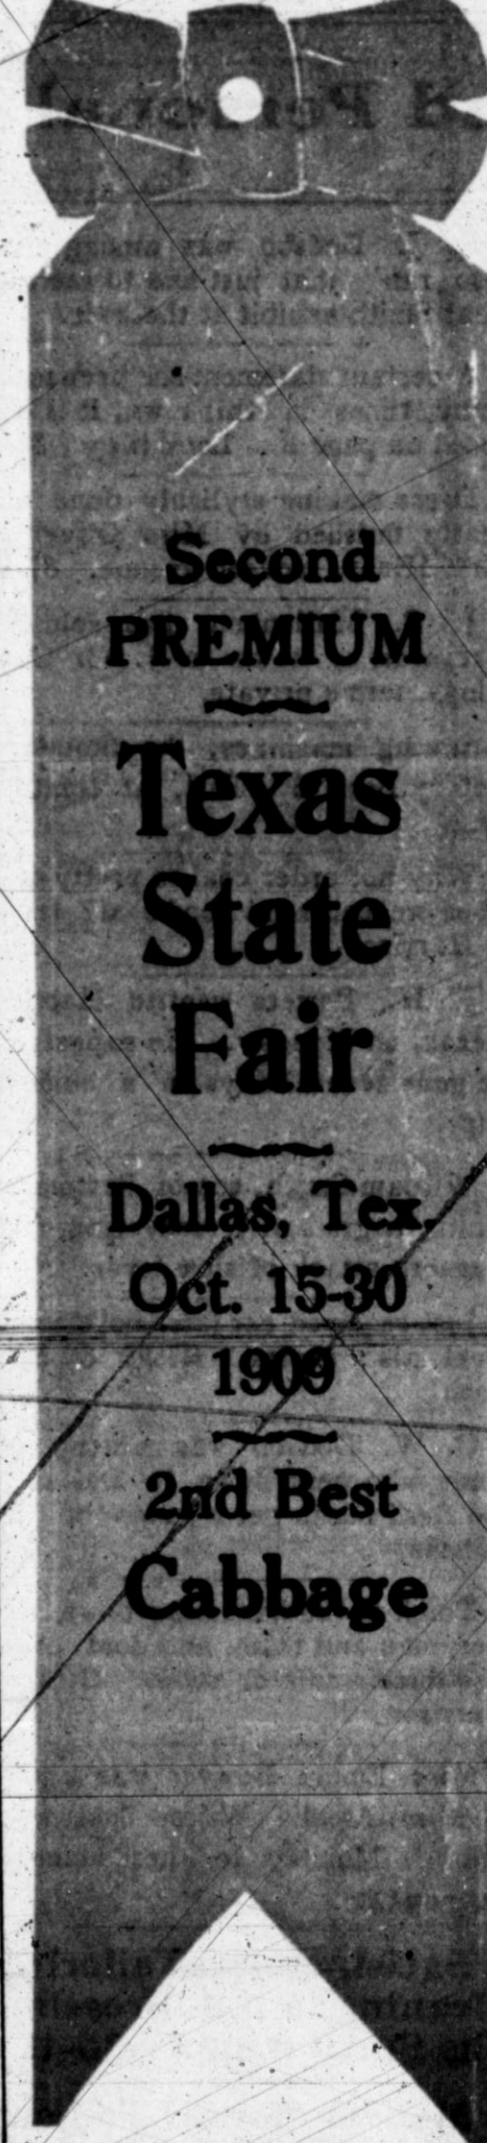 Second
PREMIUM
Texas
State
Fair
Dallas, Tex.
Oct. 15-30
1909
2nd Best
Cabbage